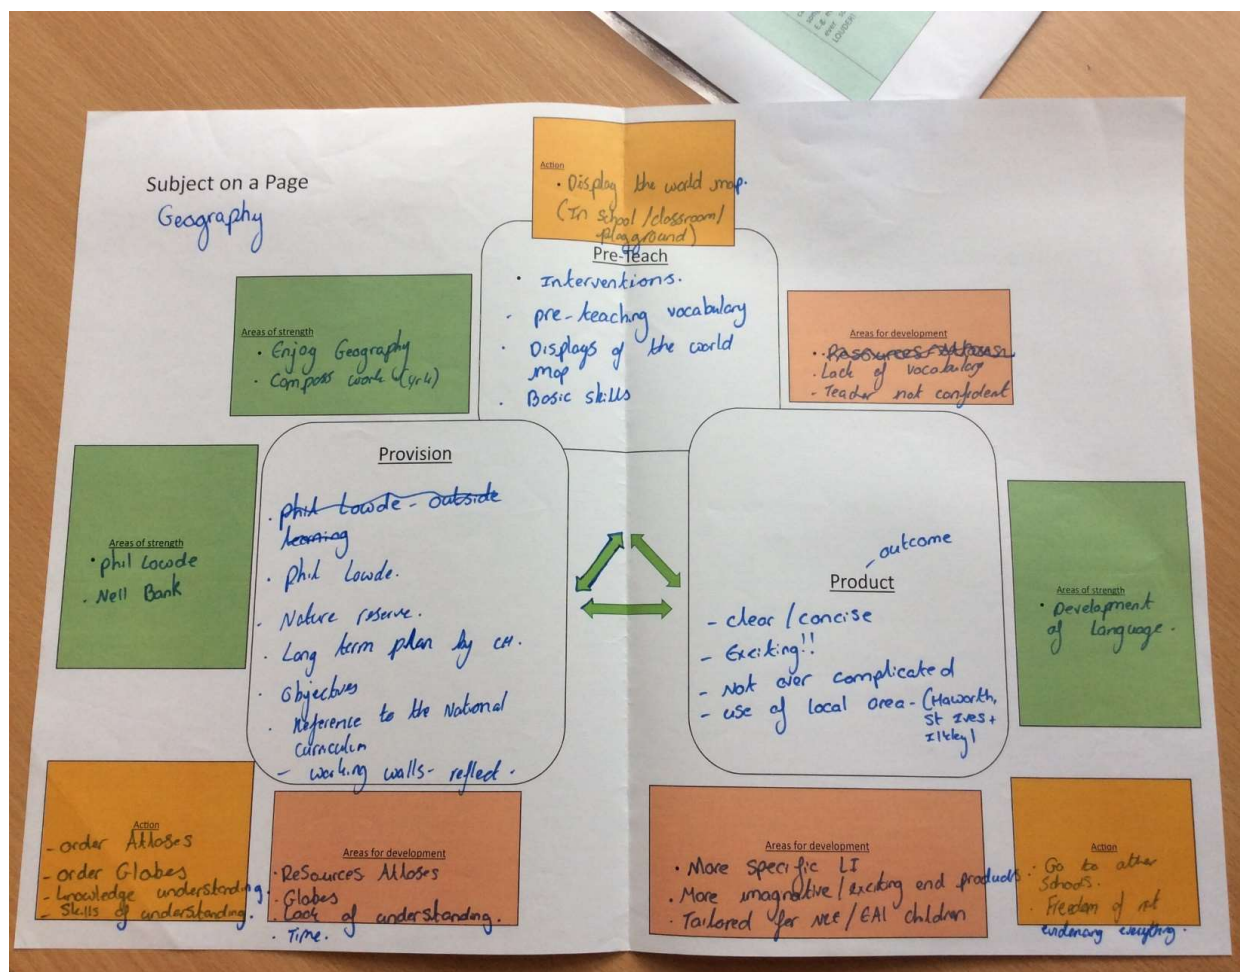 Subject on a Page
Geography
Action
• Display the world map.
(In school/classroom/
playground)
Pre-Teach
• Interventions.
- pre-teaching vocabulary
• Displays of the world
map
• Basic skills
Areas of strength
• Enjoy Geography
• Compass work (yr4)
Areas for development
• Resources Atlases
- Lack of vocabulary
- Teacher not confident
Provision
• Phil Lowde - outside
learning
• Phil Lowde.
• Nature reserve.
• Long term plan by CH.
• Objectives
• Reference to the National
curriculm
- working walls - reflect.
Areas of strength
• Phil Lowde
• Nell Bank
Action
- order Atlases
- order Globes
- knowledge understanding.
- Skills of understanding.
Areas for development
• Resources Atlases
• Globes
• Lack of understanding.
• Time.
outcome
Product
- clear / concise
- Exciting!!
- Not over complicated
- use of local area - (Haworth,
St Ives +
Ilkley)
Areas of strength
• Development
of language.
Areas for development
• More specific LI
• More imaginative / exciting end products
• Tailored for / EAL children
Action
• Go to other
Schools.
• Freedom of not
evidencing everything.
LOUDER!